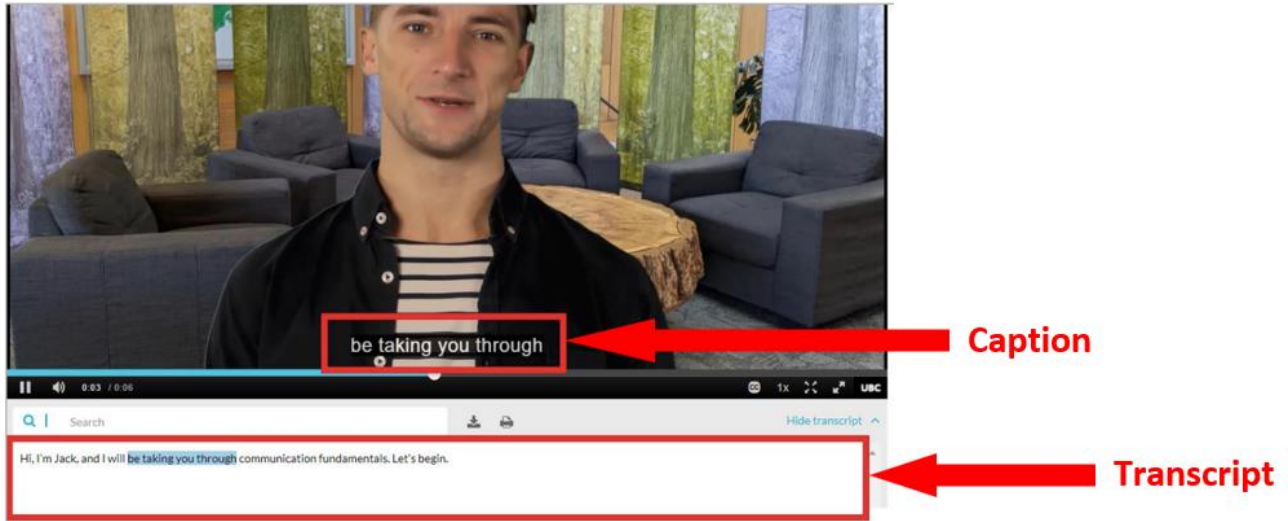 be taking you through
Caption
0:03 / 0:06
CC 1x UBC
Search
Hide transcript
Hi, I'm Jack, and I will be taking you through communication fundamentals. Let's begin.
Transcript